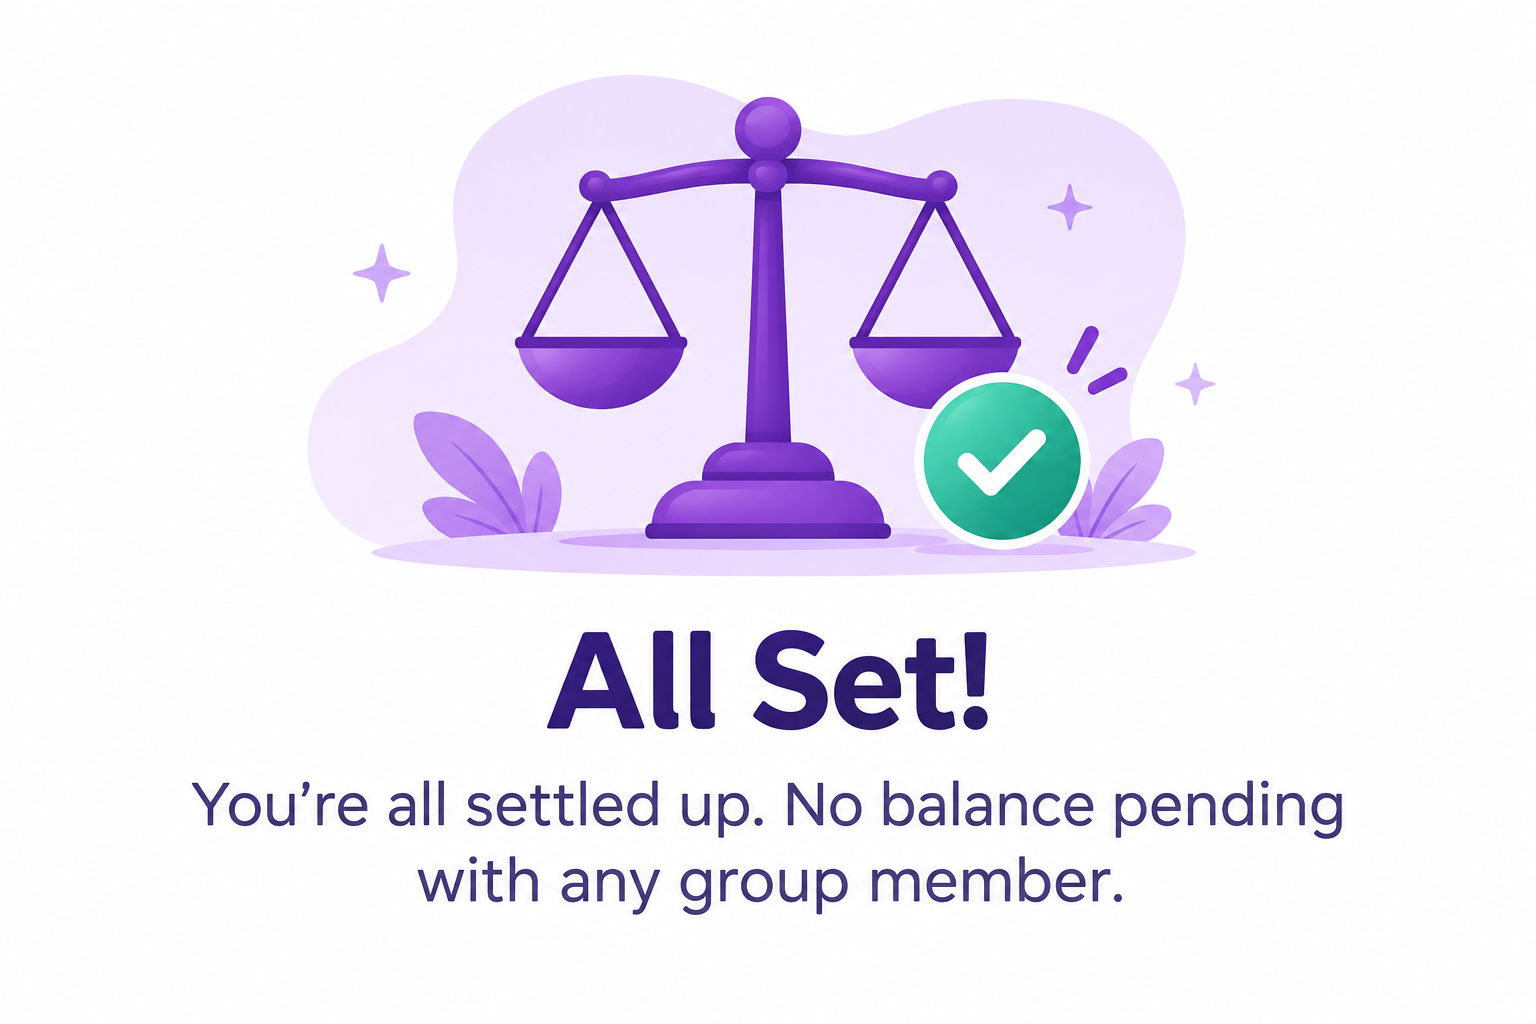 All Set!
You’re all settled up. No balance pending
with any group member.